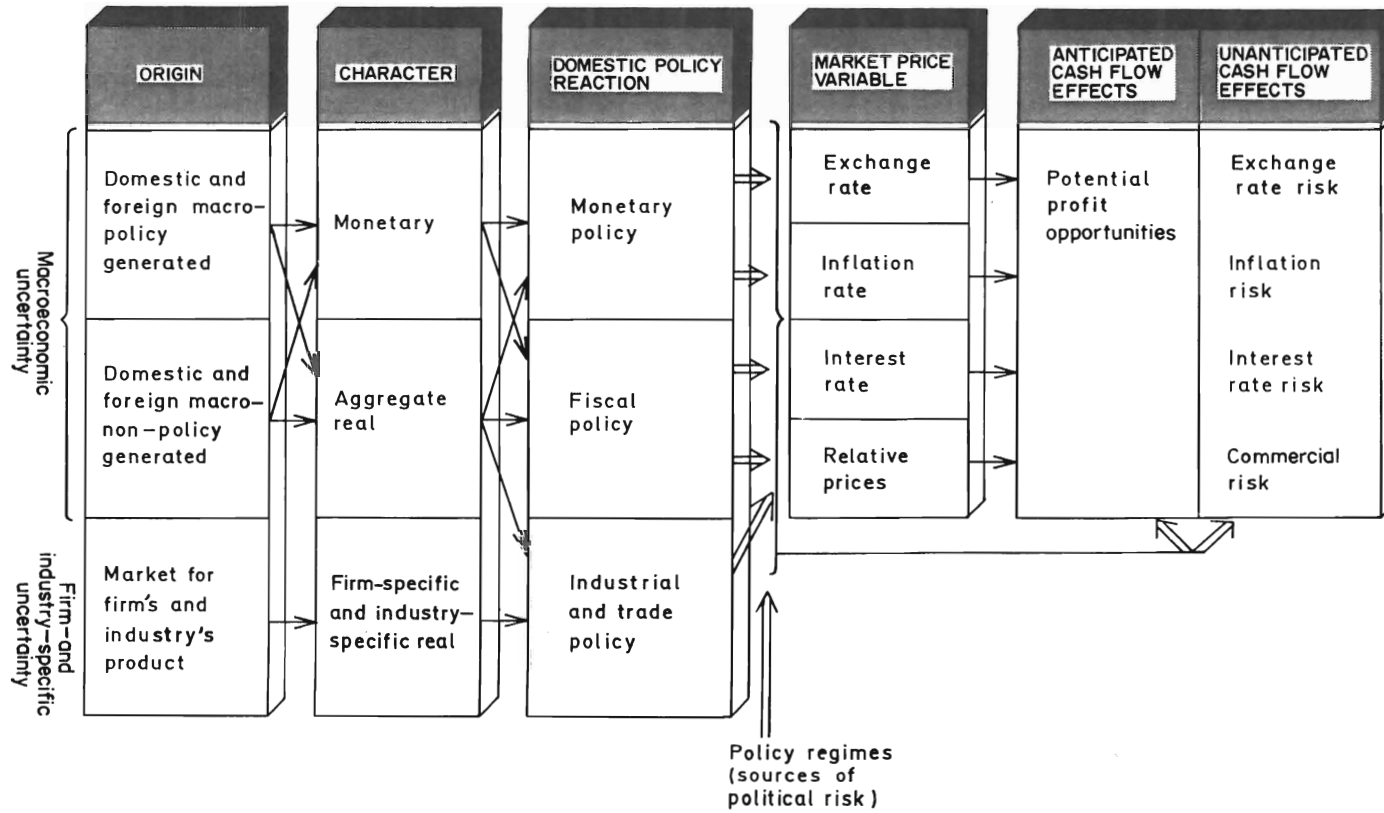 ORIGIN
CHARACTER
DOMESTIC POLICY
REACTION
MARKET PRICE
VARIABLE
ANTICIPATED
CASH FLOW
EFFECTS
UNANTICIPATED
CASH FLOW
EFFECTS
Macroeconomic
uncertainty
Domestic and
foreign macro-
policy
generated
Domestic and
foreign macro-
non-policy
generated
Firm-and
industry-specific
uncertainty
Market for
firm's and
industry's
product
Monetary
Aggregate
real
Firm-specific
and industry-
specific real
Monetary
policy
Fiscal
policy
Industrial
and trade
policy
Exchange
rate
Inflation
rate
Interest
rate
Relative
prices
Potential
profit
opportunities
Exchange
rate risk
Inflation
risk
Interest
rate risk
Commercial
risk
Policy regimes
(sources of
political risk)